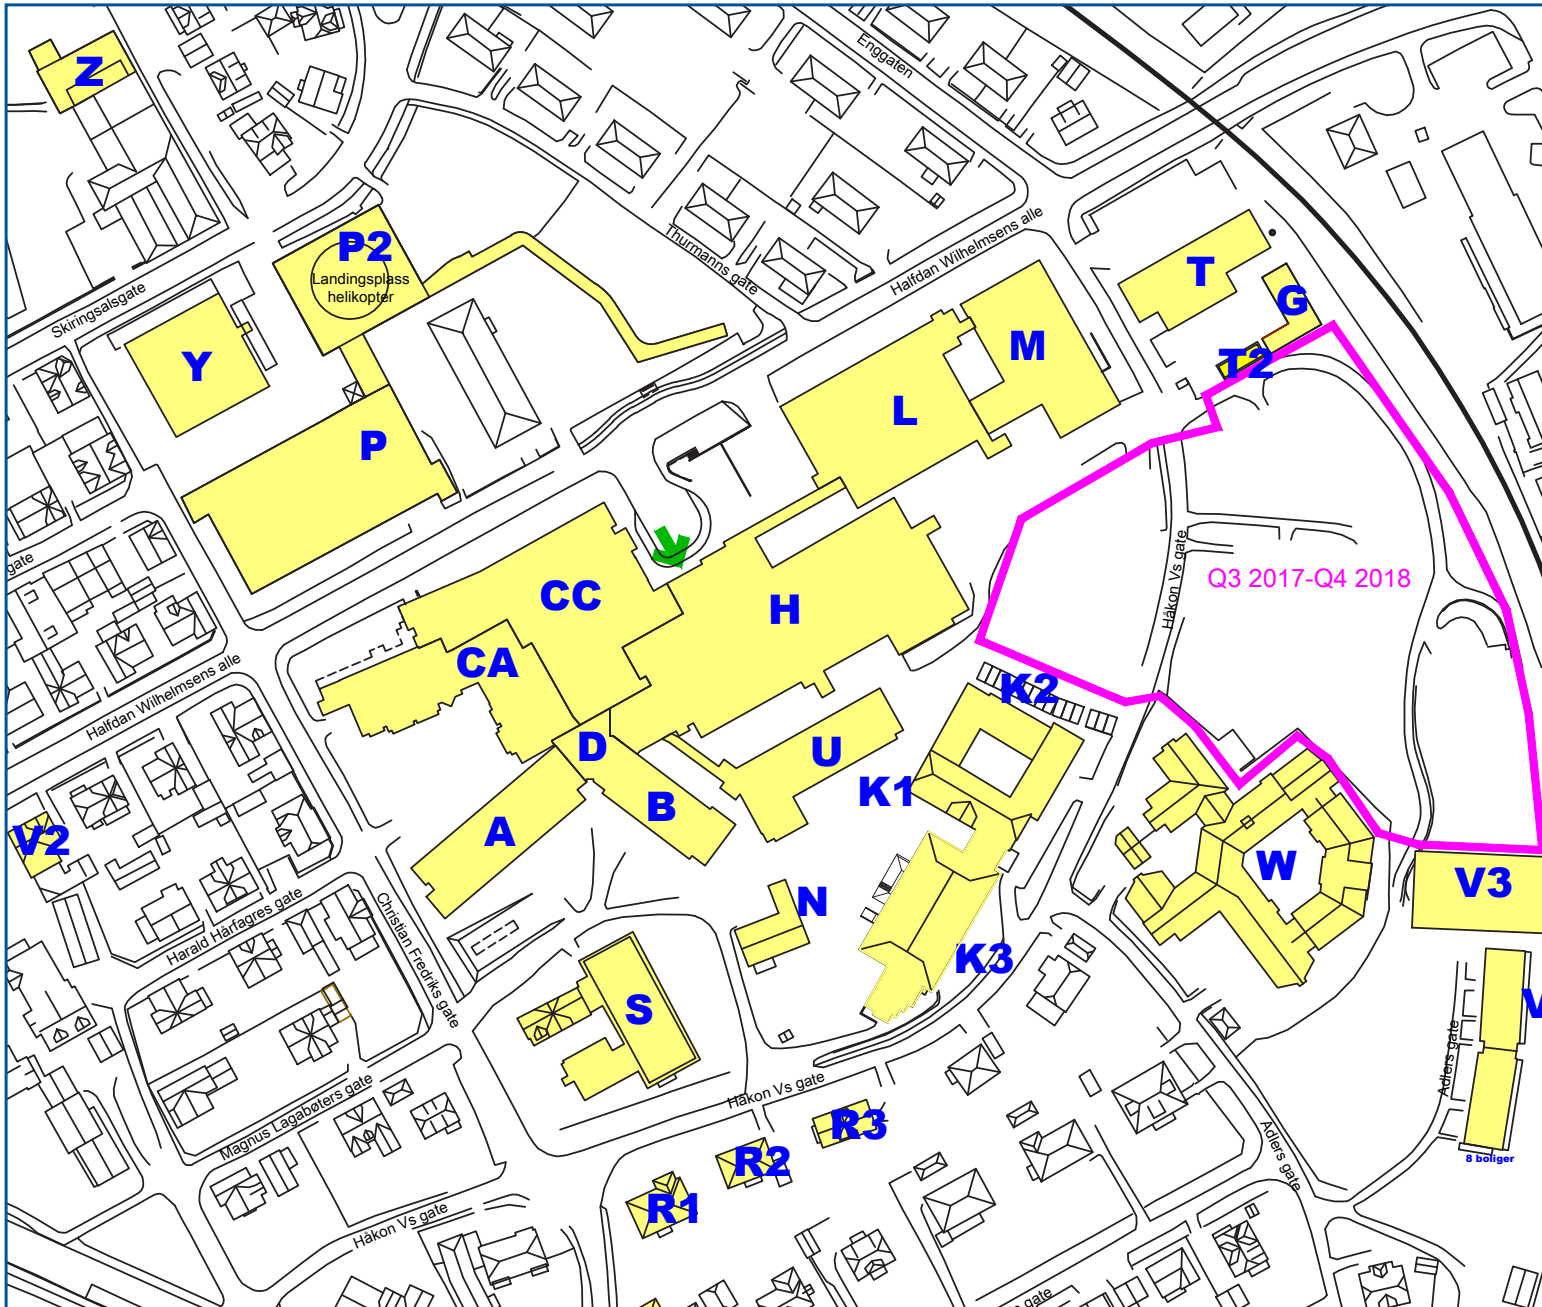 Z
Enggaten
P2
Landingsplass
helikopter
Thurmanns gate
Halfdan Wilhelmsens alle
T
G
Skiringsalsgate
Y
M
T2
L
P
gate
Håkon Vs gate
Q3 2017-Q4 2018
CC
H
CA
Halfdan Wilhelmsens alle
K2
D
U
K1
B
A
V2
W
V3
N
Christian Fredriks gate
Harald Hårfagres gate
K3
S
V
Adlers gate
Magnus Lagabøters gate
Håkon Vs gate
R3
R2
R1
Adlers gate
8 boliger
Håkon Vs gate
gate